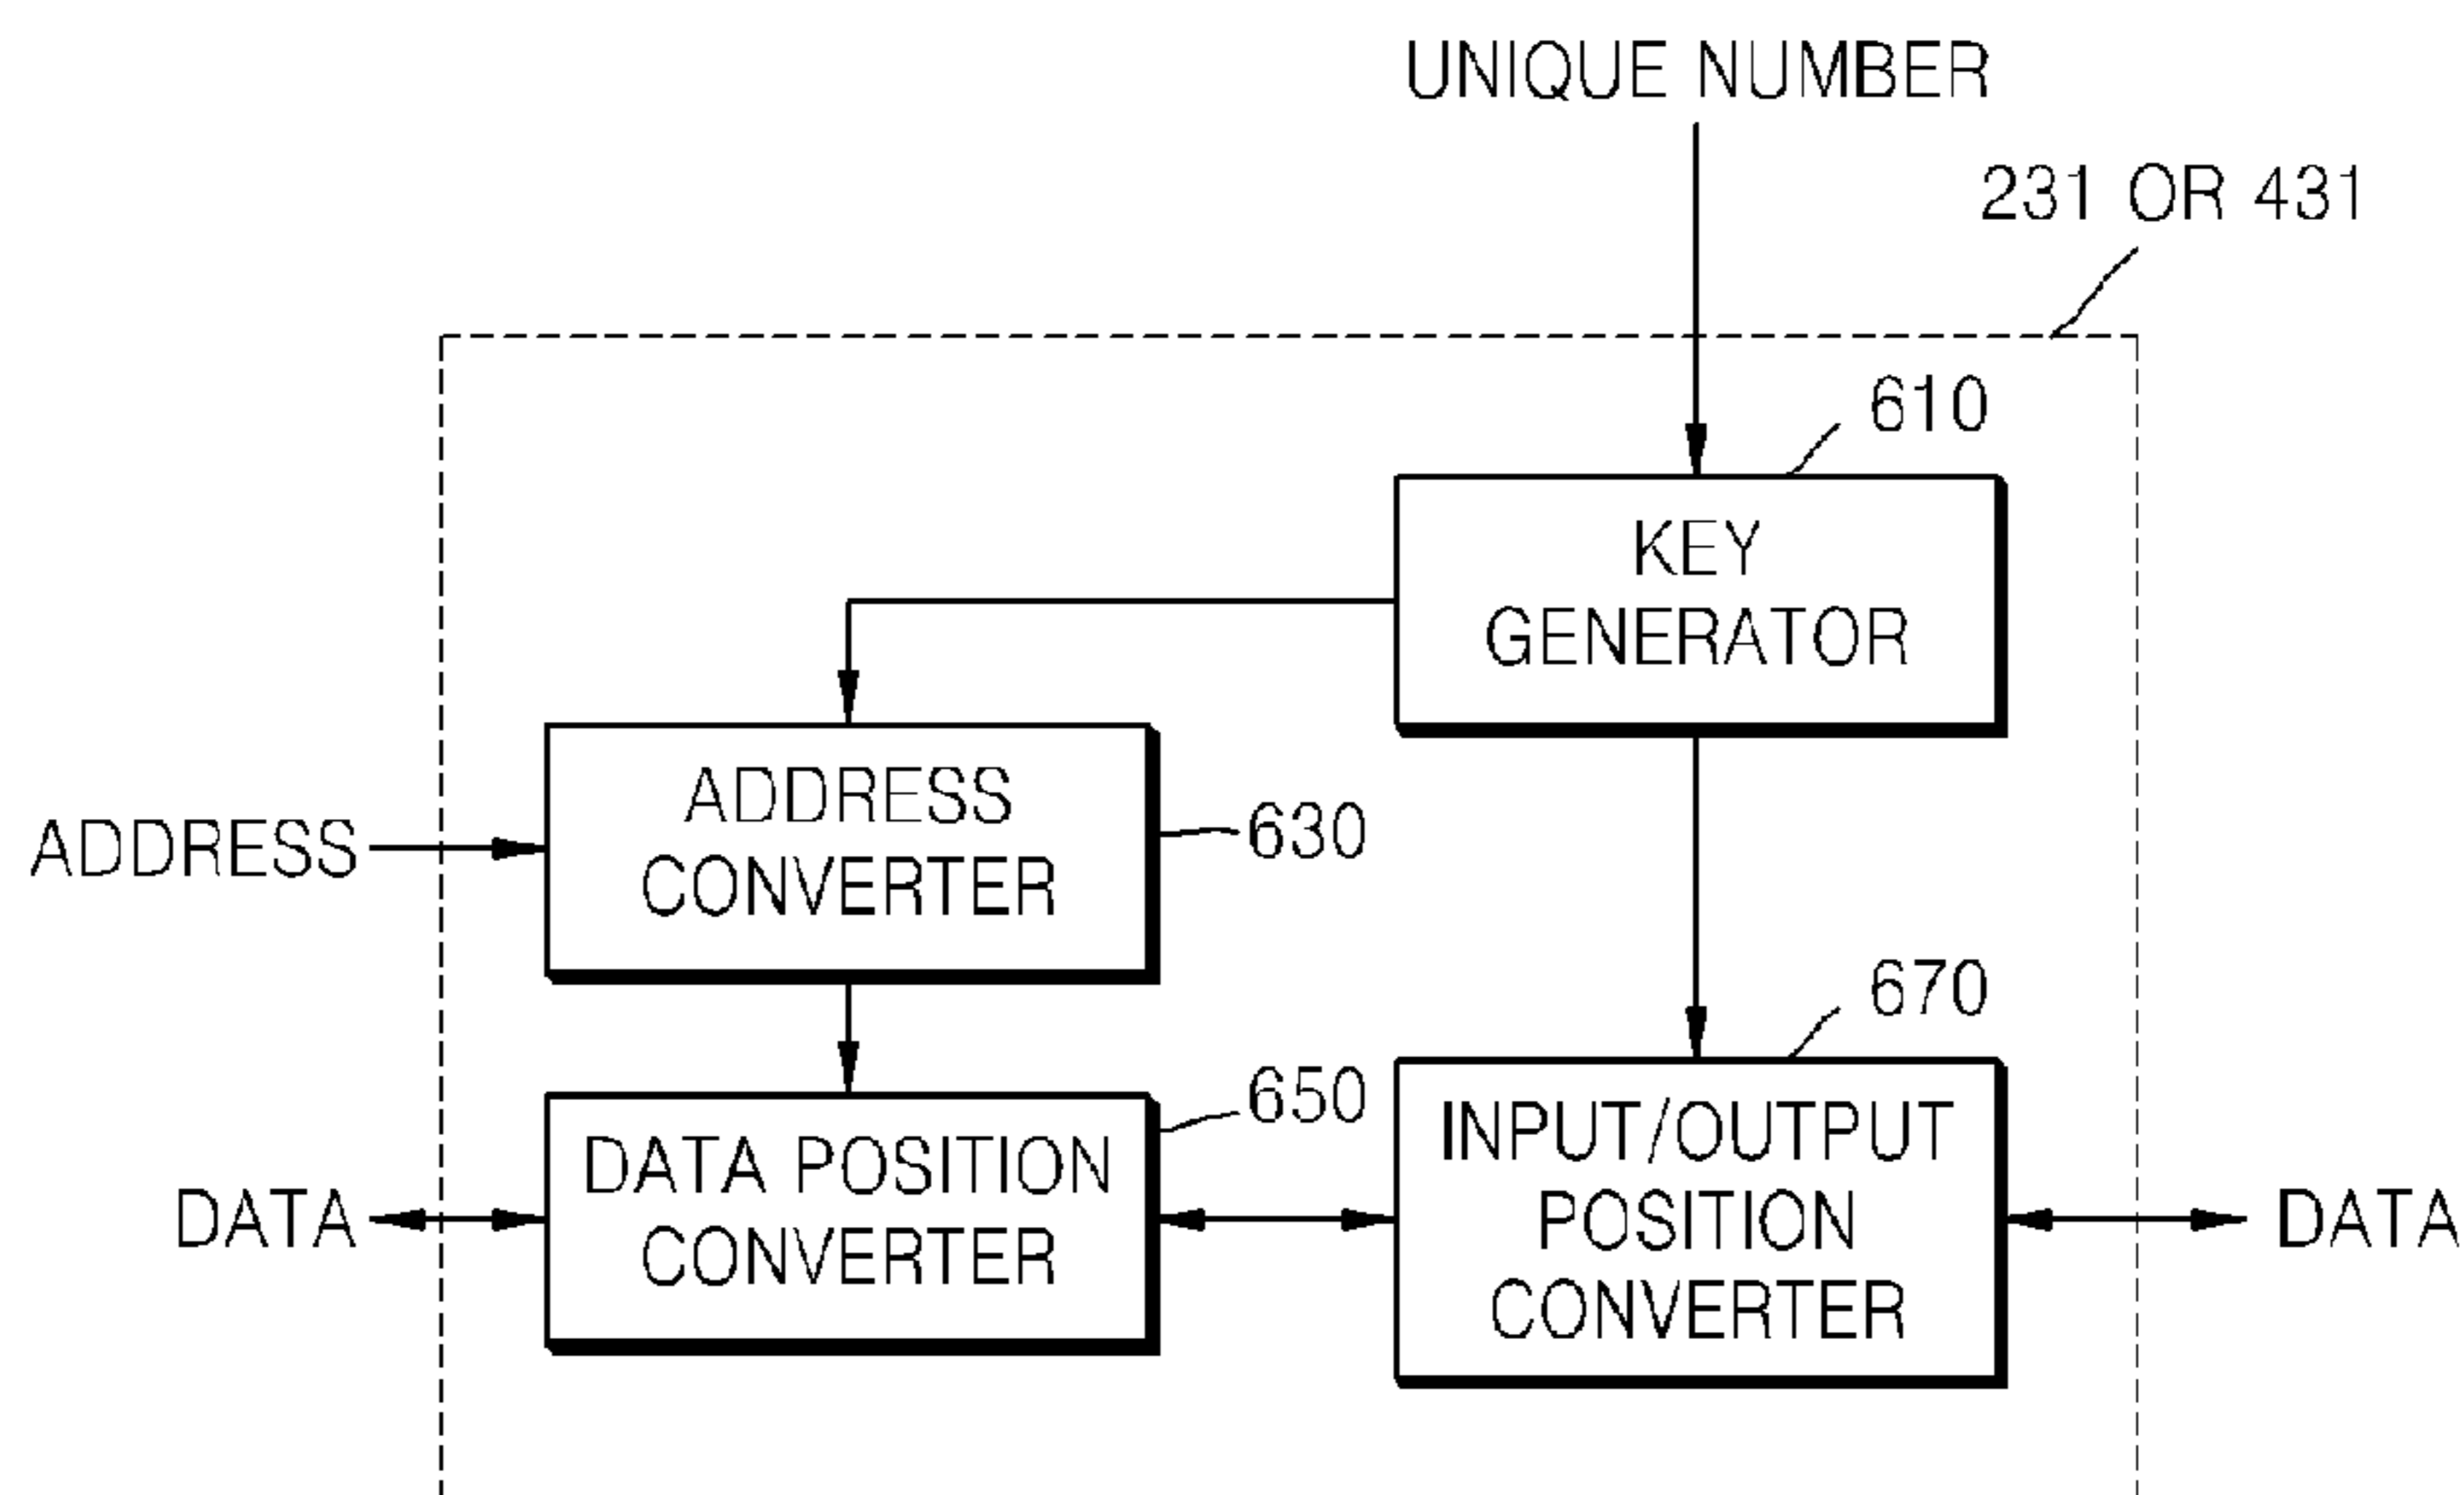 UNIQUE NUMBER
231 OR 431
610
KEY
GENERATOR
ADDRESS
ADDRESS
CONVERTER
630
670
650
DATA
DATA POSITION
CONVERTER
INPUT/OUTPUT
POSITION
CONVERTER
DATA